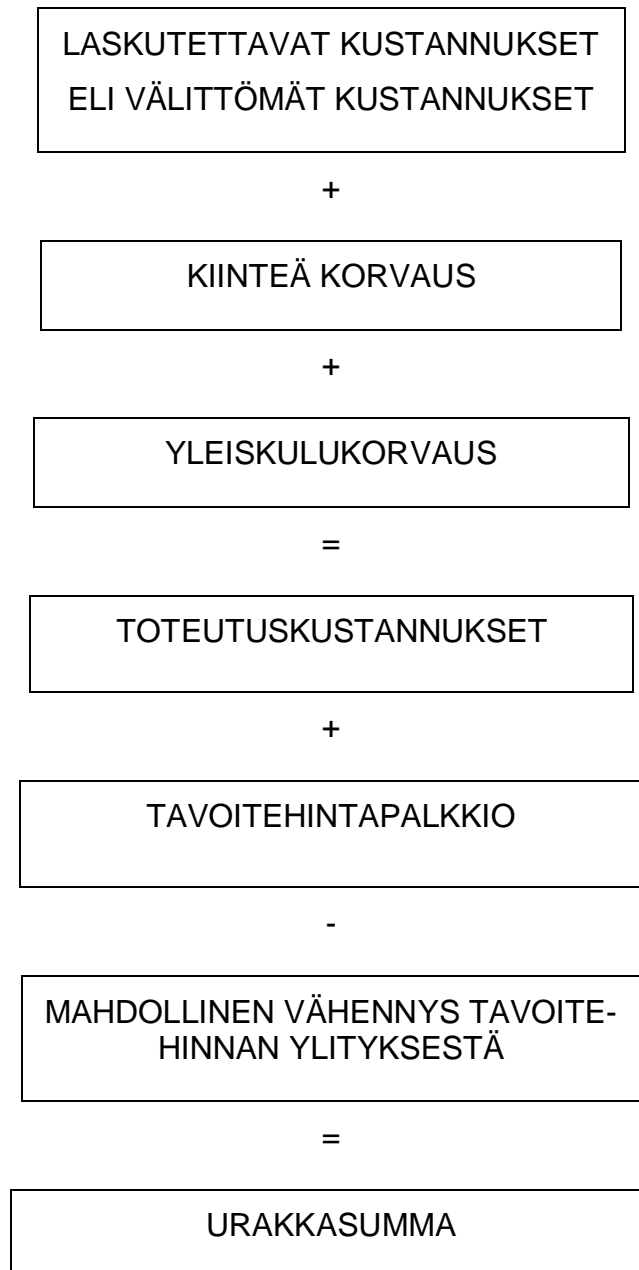 LASKUTETTAVAT KUSTANNUKSET
ELI VÄLITTÖMÄT KUSTANNUKSET
+
KIINTEÄ KORVAUS
+
YLEISKULUKORVAUS
=
TOTEUTUSKUSTANNUKSET
+
TAVOITEHINTAPALKKIO
-
MAHDOLLINEN VÄHENNYS TAVOITE-
HINNAN YLITYKSESTÄ
=
URAKKASUMMA